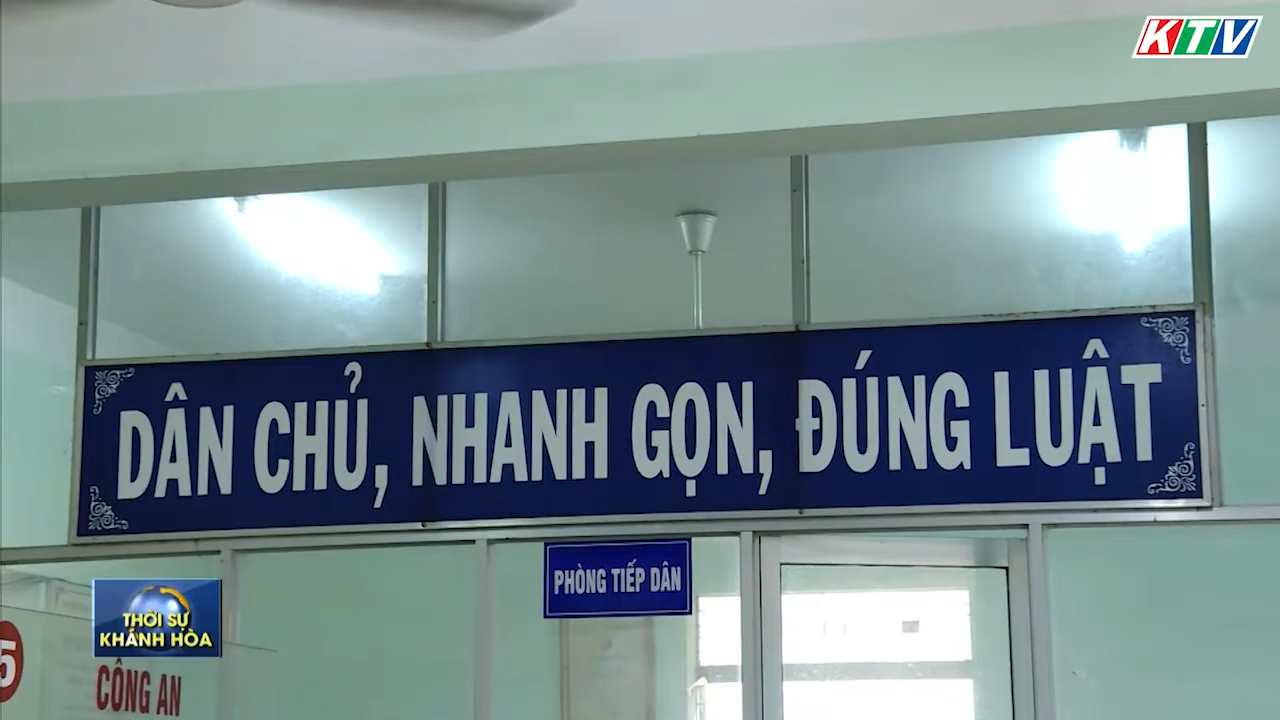 KTV
DÂN CHỦ, NHANH GỌN, ĐÚNG LUẬT
PHÒNG TIẾP DÂN
THỜI SỰ
KHÁNH HÒA
5
CÔNG AN